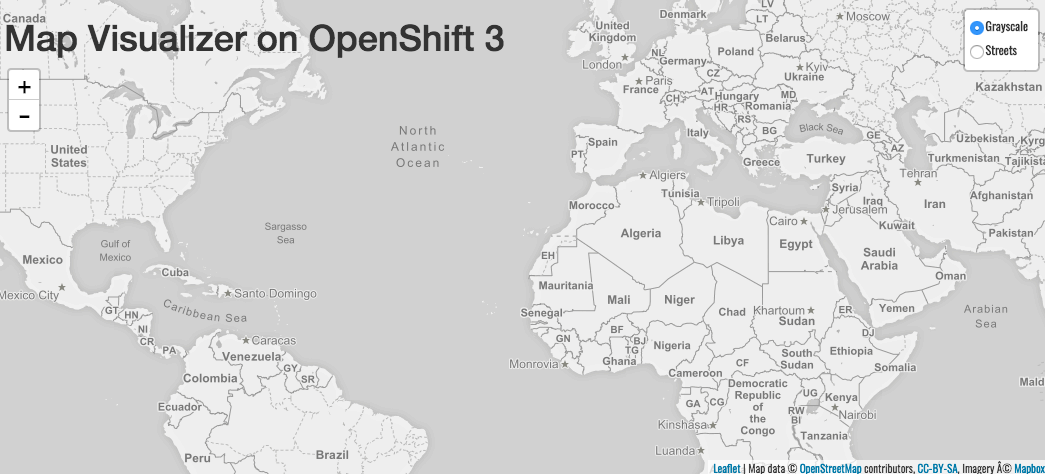 Canada
Map Visualizer on OpenShift 3
+
-
Grayscale
Streets
Denmark
LV
LT
Moscow
United
Kingdom
Belarus
NL
Poland
London
Germany
Kyiv
Paris
CZ
Ukraine
France
AT
Hungary
MD
Kazakhstan
CH
HR
Romania
RS
North
Atlantic
Ocean
Italy
BG
Black Sea
GE
Uzbekistan
Kyrg
Spain
AZ
United
States
PT
Greece
Turkey
Turkmenistan
Tajikista
Algiers
Tehran
Tunisia
Syria
Afghanistan
Tripoli
Iraq
Iran
Morocco
Jerusalem
Cairo
Kuwait
Sargasso
Sea
Algeria
Libya
Egypt
Pakistan
Gulf of
Mexico
Saudi
Arabia
Mexico
EH
Cuba
Oman
Mauritania
Mexico City
Santo Domingo
Mali
Niger
GT
HN
Caribbean Sea
Senegal
Chad
Khartoum
ER
Yemen
Arabian
Sea
Sudan
NI
BF
DJ
CR
Caracas
GN
BJ
Nigeria
PA
TG
Ethiopia
Venezuela
Ghana
South
Sudan
Monrovia
CF
Somalia
GY
Cameroon
Colombia
SR
Mald
Democratic
Republic
of
the
Congo
UG
Kenya
Ecuador
GA
CG
RW
BI
Nairobi
Kinshasa
Tanzania
Luanda
Peru
Brazil
Leaflet | Map data © OpenStreetMap contributors, CC-BY-SA, Imagery Â© Mapbox